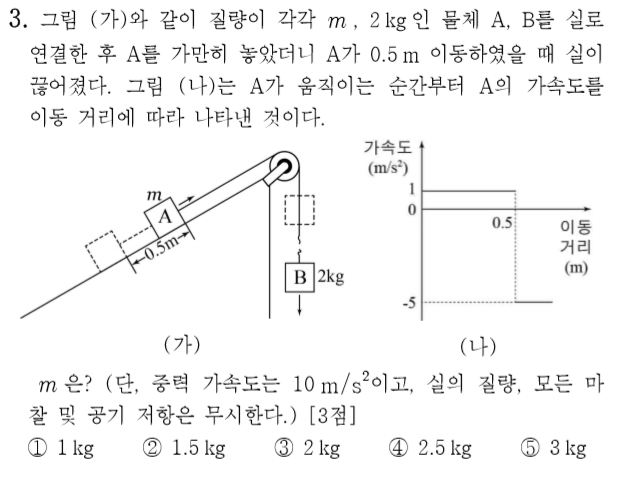 3. 그림 (가)와 같이 질량이 각각 m, 2 kg인 물체 A, B를 실로
연결한 후 A를 가만히 놓았더니 A가 0.5 m 이동하였을 때 실이
끊어졌다. 그림 (나)는 A가 움직이는 순간부터 A의 가속도를
이동 거리에 따라 나타낸 것이다.
m
A
0.5m
B 2kg
(가)
가속도
(m/s²)
1
0
0.5
이동
거리
(m)
-5
(나)
m 은? (단, 중력 가속도는 10 m/s²이고, 실의 질량, 모든 마
찰 및 공기 저항은 무시한다.) [3점]
① 1 kg ② 1.5 kg ③ 2 kg ④ 2.5 kg ⑤ 3 kg